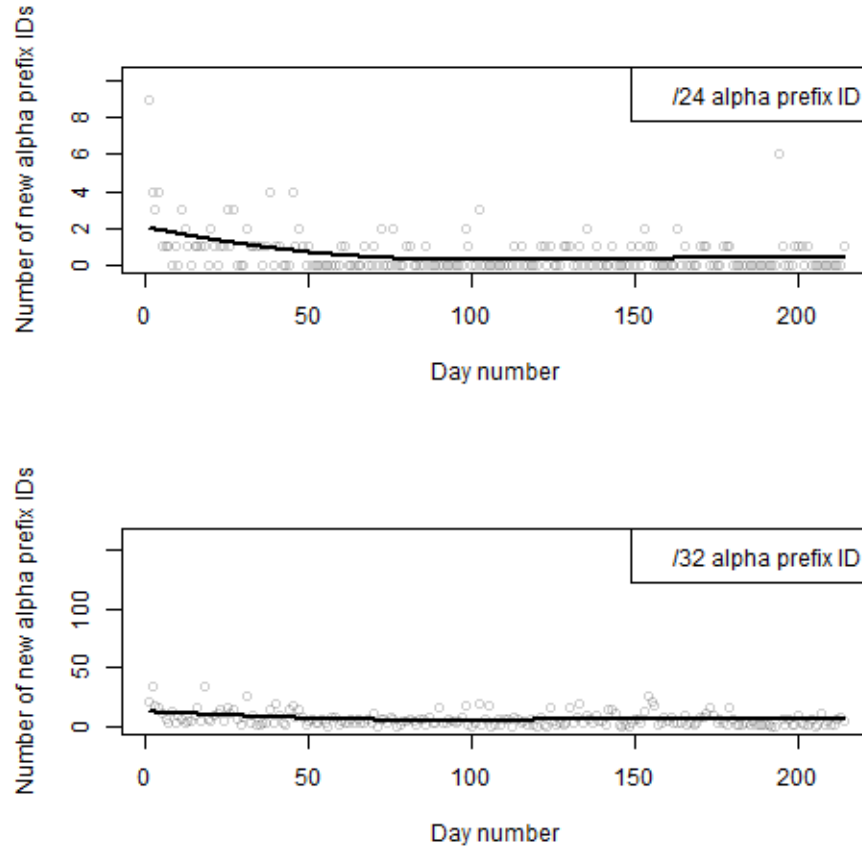 Number of new alpha prefix IDs
/24 alpha prefix ID
8
6
4
2
0
0 50 100 150 200
Day number
Number of new alpha prefix IDs
/32 alpha prefix ID
100
50
0
0 50 100 150 200
Day number